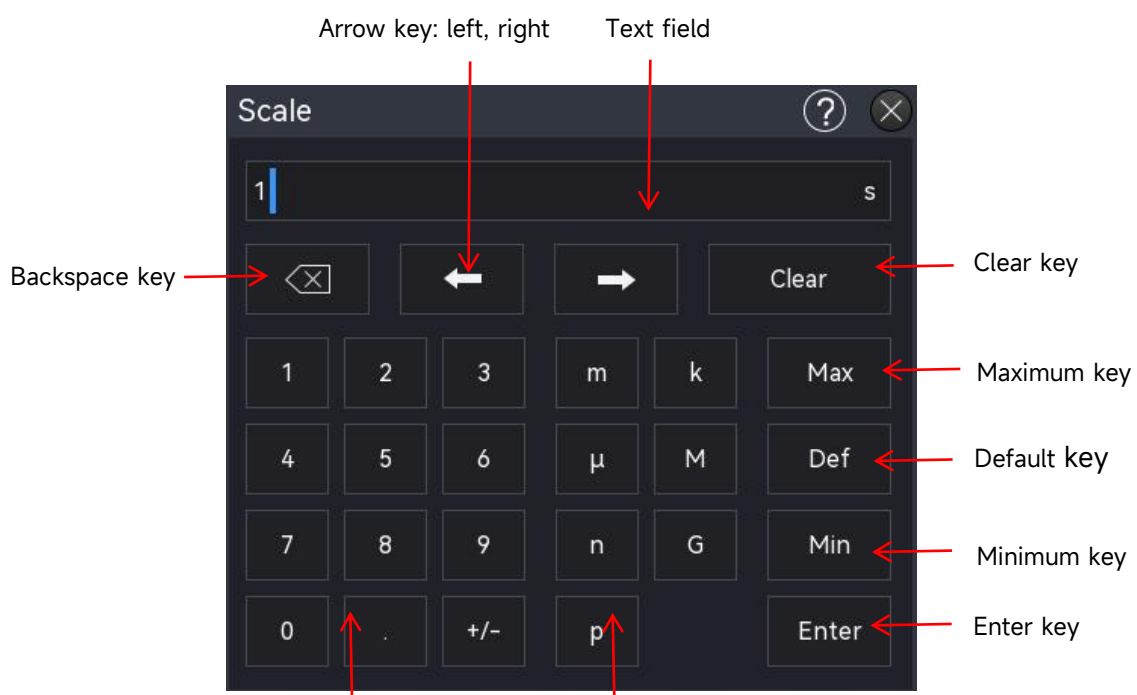 Arrow key: left, right Text field
Scale ?
1 s
Backspace key Clear Clear key
1 2 3 m k Max Maximum key
4 5 6 μ M Def Default key
7 8 9 n G Min Minimum key
0 . +/- p Enter Enter key